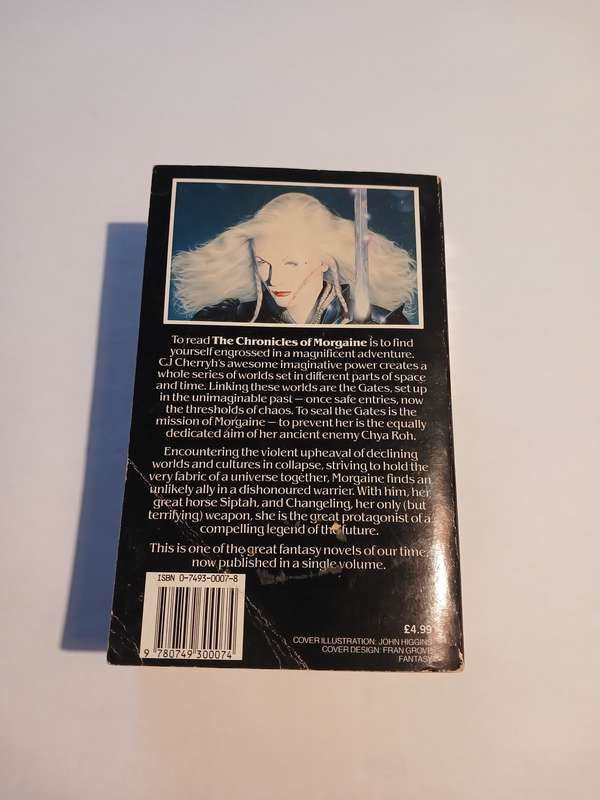 To read The Chronicles of Morgaine is to find
yourself engrossed in a magnificent adventure.
C.J Cherryh's awesome imaginative power creates a
whole series of worlds set in different parts of space
and time. Linking these worlds are the Gates, set up
in the unimaginable past – once safe entries, now
the thresholds of chaos. To seal the Gates is the
mission of Morgaine – to prevent her is the equally
dedicated aim of her ancient enemy Chya Roh.
Encountering the violent upheaval of declining
worlds and cultures in collapse, striving to hold the
very fabric of a universe together, Morgaine finds an
unlikely ally in a dishonoured warrier. With him, her
great horse Siptah, and Changeling, her only (but
terrifying) weapon, she is the great protagonist of a
compelling legend of the future.
This is one of the great fantasy novels of our time,
now published in a single volume.
ISBN 0-7493-0007-8
9 780749 300074
£4.99
COVER ILLUSTRATION: JOHN HIGGINS
COVER DESIGN: FRAN GROVE
FANTASY